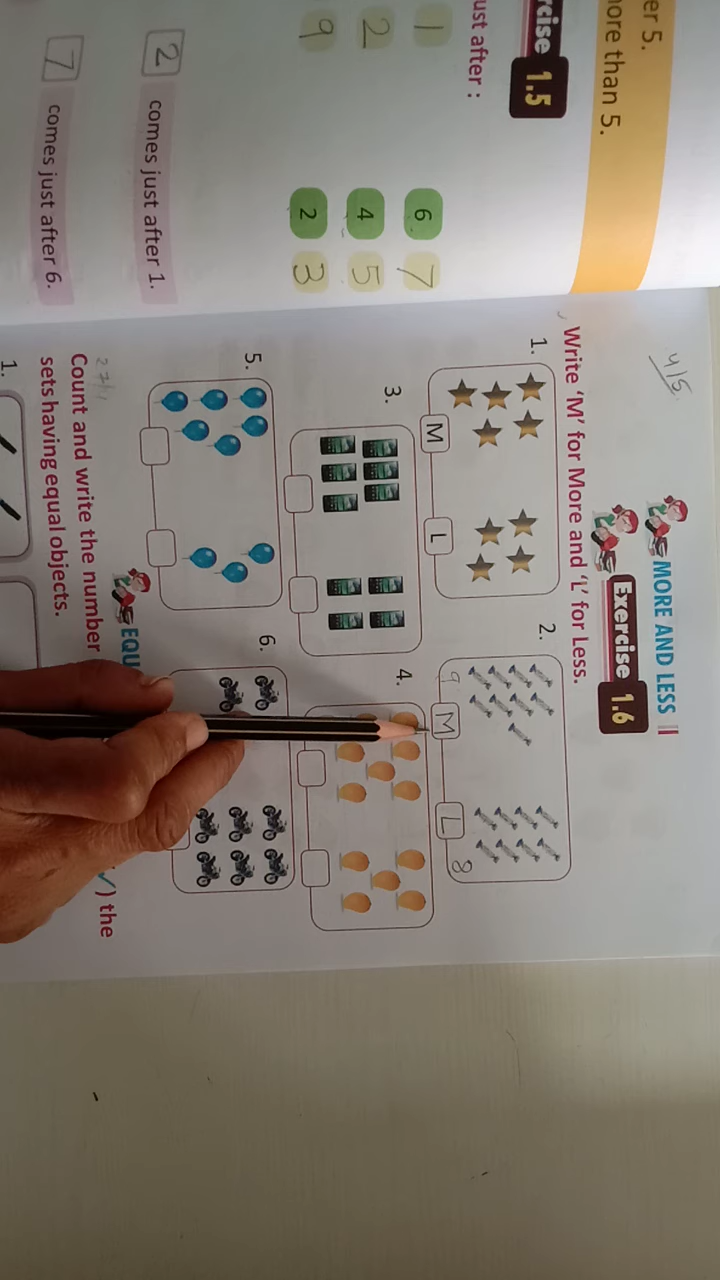 er 5.
ore than 5.
rcise 1.5
ust after :
1
6 7
2
4 5
9
2 3
2 comes just after 1.
7 comes just after 6.
4/5
MORE AND LESS
Exercise 1.6
Write 'M' for More and 'L' for Less.
1.
M L
2.
9 M L 8
3.
4.
5.
6.
EQU
Count and write the number
) the
sets having equal objects.
1.